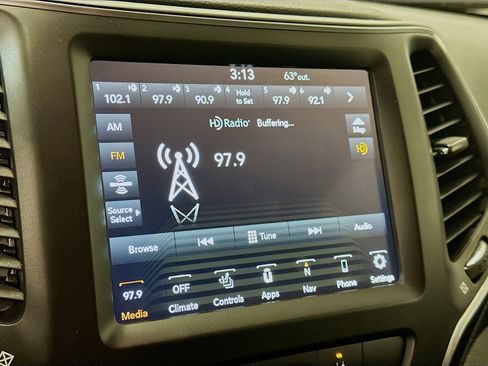 3:13 63°out.
1 2 3 4 5 6
102.1 97.9 90.9 Hold to Set 97.9 92.1
AM
HD Radio Buffering...
Map
FM
HD
97.9
SiriusXM
Source Select
Browse Tune Audio
97.9 OFF N
Media Climate Controls Apps Nav Phone Settings